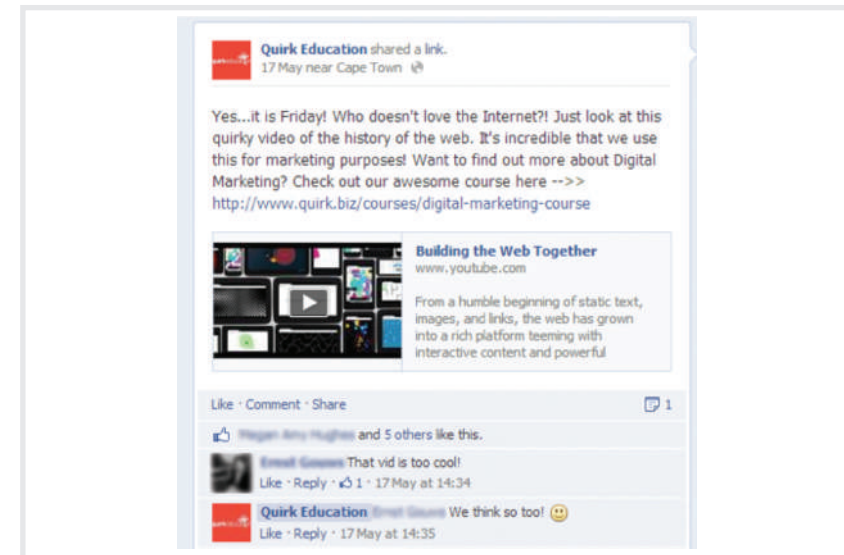 Quirk Education shared a link.
17 May near Cape Town
Yes...it is Friday! Who doesn't love the Internet?! Just look at this
quirky video of the history of the web. It's incredible that we use
this for marketing purposes! Want to find out more about Digital
Marketing? Check out our awesome course here -->>
http://www.quirk.biz/courses/digital-marketing-course
Building the Web Together
www.youtube.com
From a humble beginning of static text,
images, and links, the web has grown
into a rich platform teeming with
interactive content and powerful
Like · Comment · Share 1
and 5 others like this.
That vid is too cool!
Like · Reply · 1 · 17 May at 14:34
Quirk Education We think so too!
Like · Reply · 17 May at 14:35